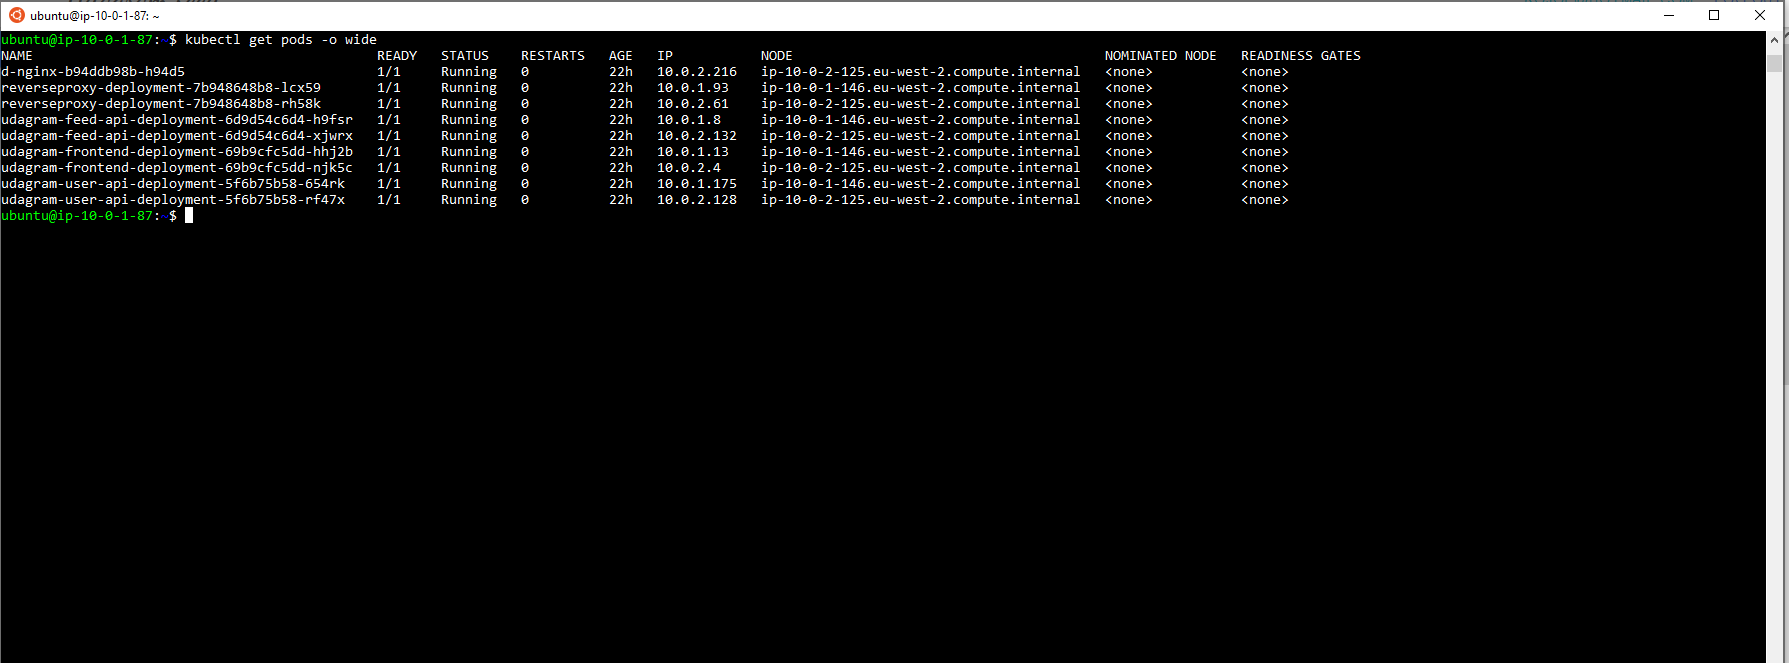 ubuntu@ip-10-0-1-87: ~
ubuntu@ip-10-0-1-87:~$ kubectl get pods -o wide
NAME READY STATUS RESTARTS AGE IP NODE NOMINATED NODE READINESS GATES
d-nginx-b94ddb98b-h94d5 1/1 Running 0 22h 10.0.2.216 ip-10-0-2-125.eu-west-2.compute.internal <none> <none>
reverseproxy-deployment-7b948648b8-lcx59 1/1 Running 0 22h 10.0.1.93 ip-10-0-1-146.eu-west-2.compute.internal <none> <none>
reverseproxy-deployment-7b948648b8-rh58k 1/1 Running 0 22h 10.0.2.61 ip-10-0-2-125.eu-west-2.compute.internal <none> <none>
udagram-feed-api-deployment-6d9d54c6d4-h9fsr 1/1 Running 0 22h 10.0.1.8 ip-10-0-1-146.eu-west-2.compute.internal <none> <none>
udagram-feed-api-deployment-6d9d54c6d4-xjwrx 1/1 Running 0 22h 10.0.2.132 ip-10-0-2-125.eu-west-2.compute.internal <none> <none>
udagram-frontend-deployment-69b9cfc5dd-hhj2b 1/1 Running 0 22h 10.0.1.13 ip-10-0-1-146.eu-west-2.compute.internal <none> <none>
udagram-frontend-deployment-69b9cfc5dd-njk5c 1/1 Running 0 22h 10.0.2.4 ip-10-0-2-125.eu-west-2.compute.internal <none> <none>
udagram-user-api-deployment-5f6b75b58-654rk 1/1 Running 0 22h 10.0.1.175 ip-10-0-1-146.eu-west-2.compute.internal <none> <none>
udagram-user-api-deployment-5f6b75b58-rf47x 1/1 Running 0 22h 10.0.2.128 ip-10-0-2-125.eu-west-2.compute.internal <none> <none>
ubuntu@ip-10-0-1-87:~$